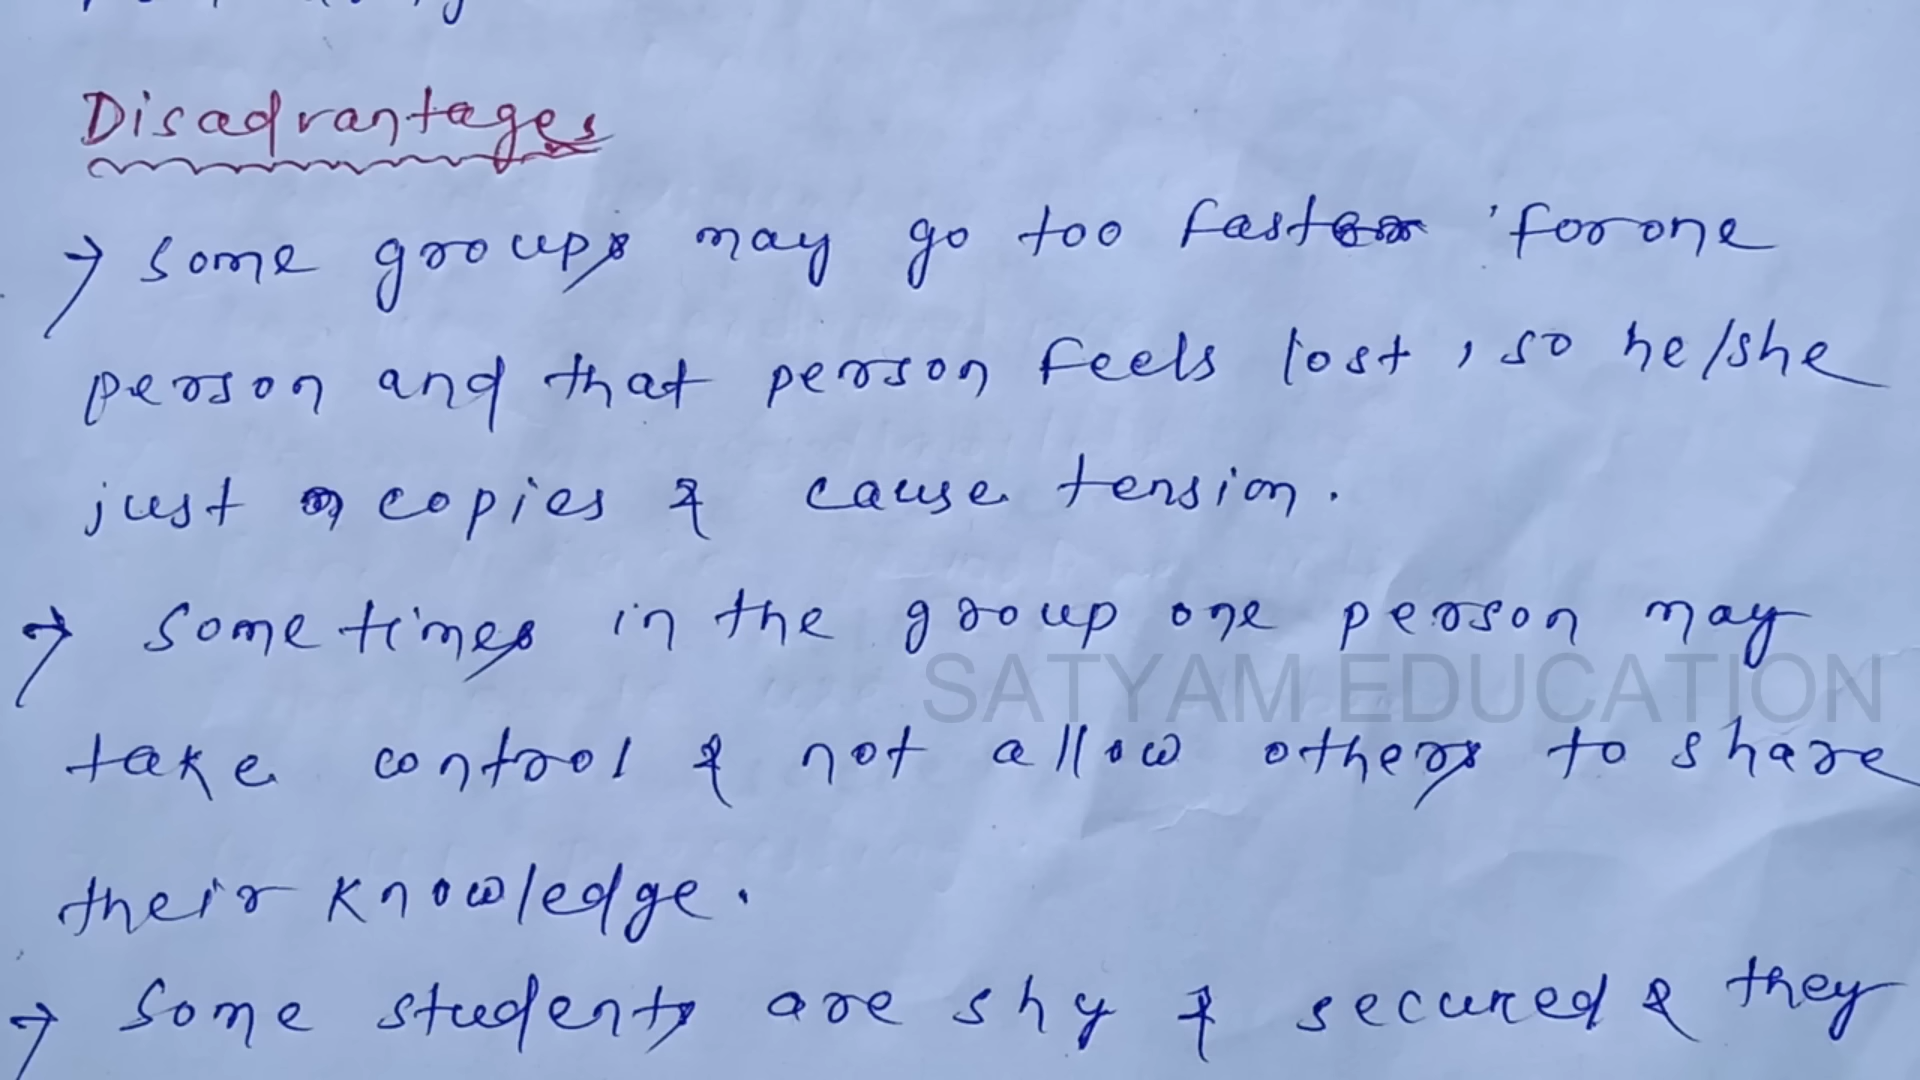 Disadvantages
→ Some groups may go too fast for one
person and that person feels lost, so he/she
just copies & cause tension.
→ Sometimes in the group one person may
SATYAM EDUCATION
take control & not allow others to share
their knowledge.
→ Some students are shy & secured & they